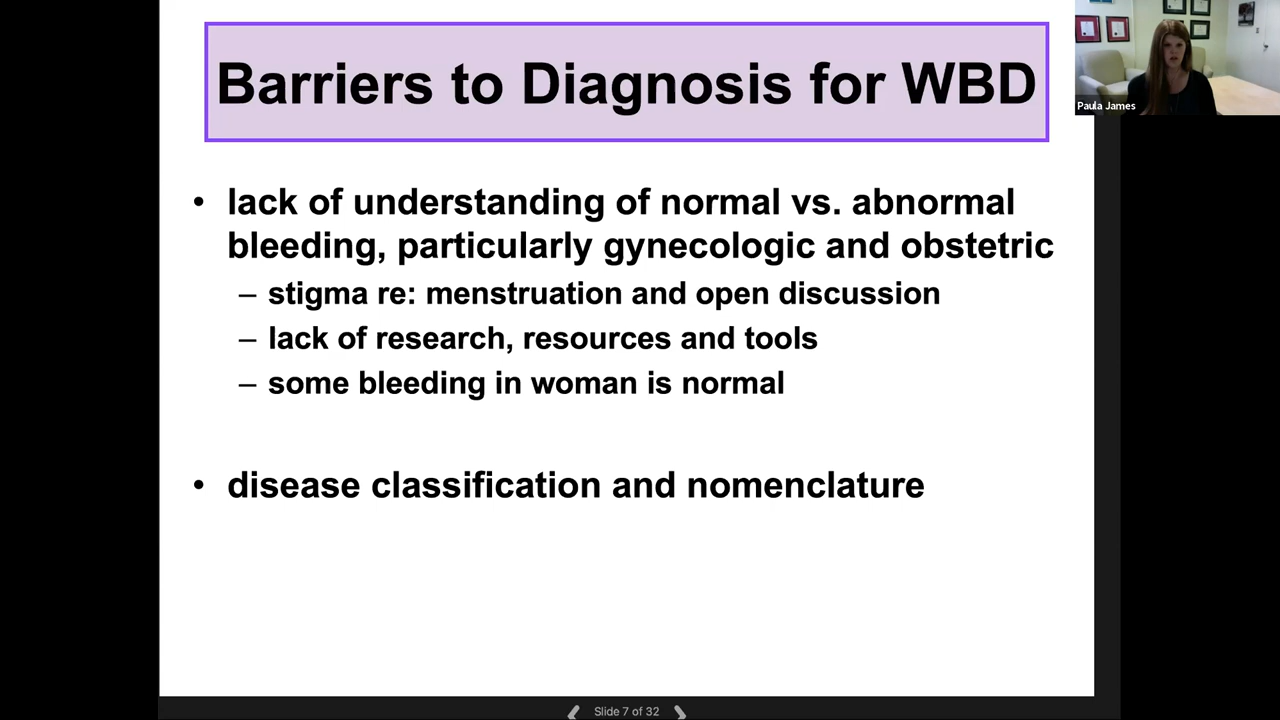 Barriers to Diagnosis for WBD
Paula James
• lack of understanding of normal vs. abnormal
bleeding, particularly gynecologic and obstetric
– stigma re: menstruation and open discussion
– lack of research, resources and tools
– some bleeding in woman is normal
• disease classification and nomenclature
Slide 7 of 32